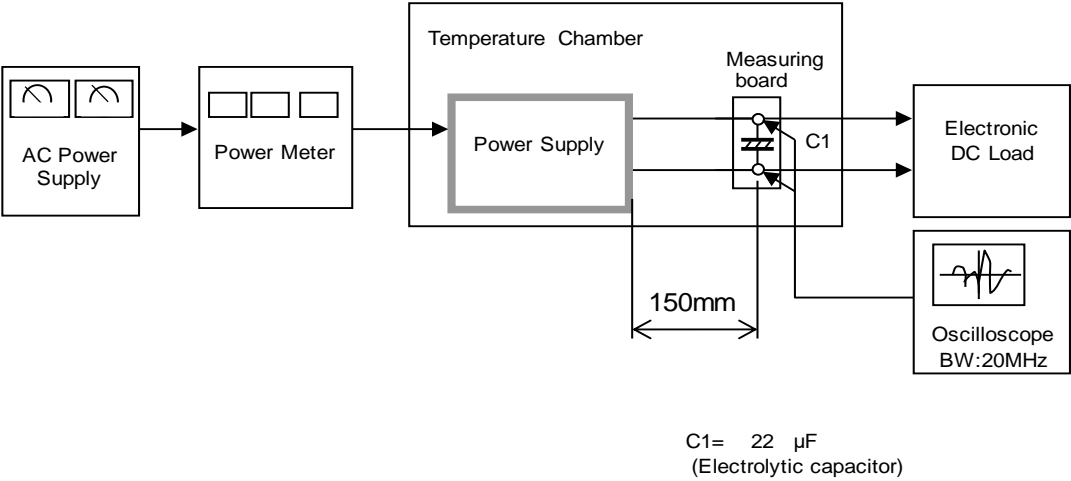 Temperature Chamber
Measuring
board
AC Power
Supply
Power Meter
Power Supply
C1
Electronic
DC Load
150mm
Oscilloscope
BW:20MHz
C1= 22 µF
(Electrolytic capacitor)